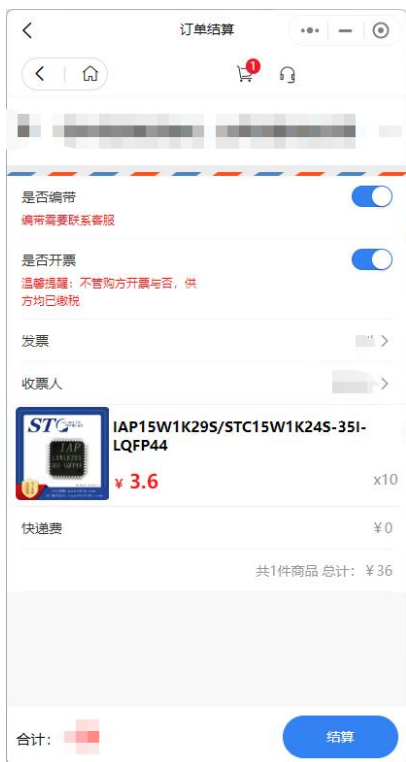 订单结算
1
是否编带
编带需要联系客服
是否开票
温馨提醒：不管购方开票与否，供
方均已缴税
发票
收票人
STC
IAP
IAP15W1K29S/STC15W1K24S-35I-
LQFP44
¥ 3.6
x10
快递费
¥0
共1件商品 总计：¥36
合计：
结算